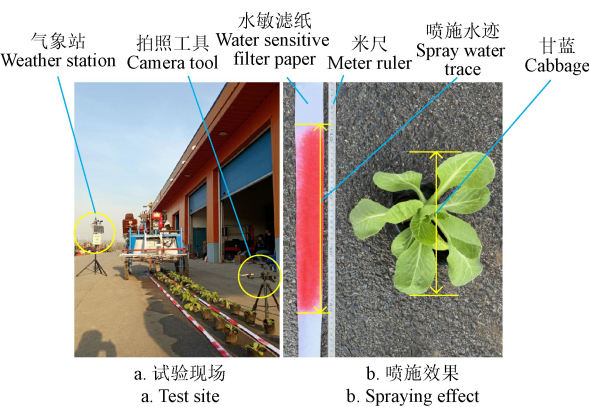 气象站
Weather station
拍照工具
Camera tool
水敏滤纸
Water sensitive
filter paper
米尺
Meter ruler
喷施水迹
Spray water
trace
甘蓝
Cabbage
a. 试验现场
a. Test site
b. 喷施效果
b. Spraying effect